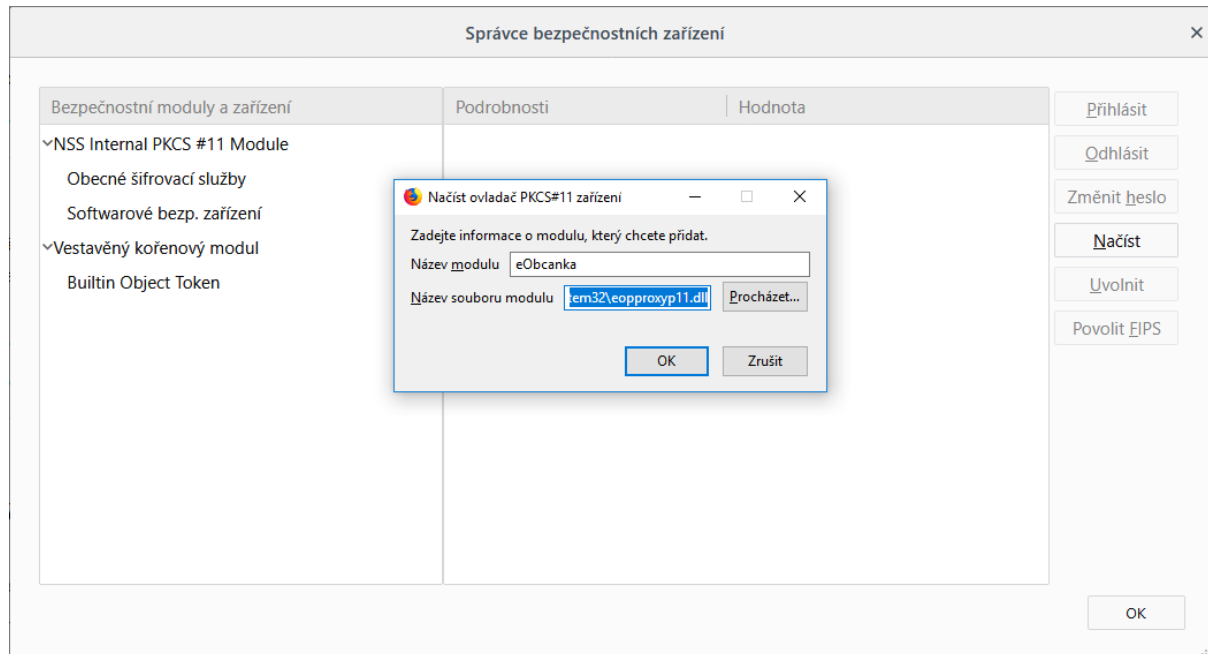 Správce bezpečnostních zařízení
Bezpečnostní moduly a zařízení Podrobnosti Hodnota
NSS Internal PKCS #11 Module
Obecné šifrovací služby
Softwarové bezp. zařízení
Vestavěný kořenový modul
Builtin Object Token
Načíst ovladač PKCS#11 zařízení
Zadejte informace o modulu, který chcete přidat.
Název modulu eObcanka
Název souboru modulu tem32\eopproxyp11.dll Procházet...
OK Zrušit
Přihlásit
Odhlásit
Změnit heslo
Načíst
Uvolnit
Povolit FIPS
OK